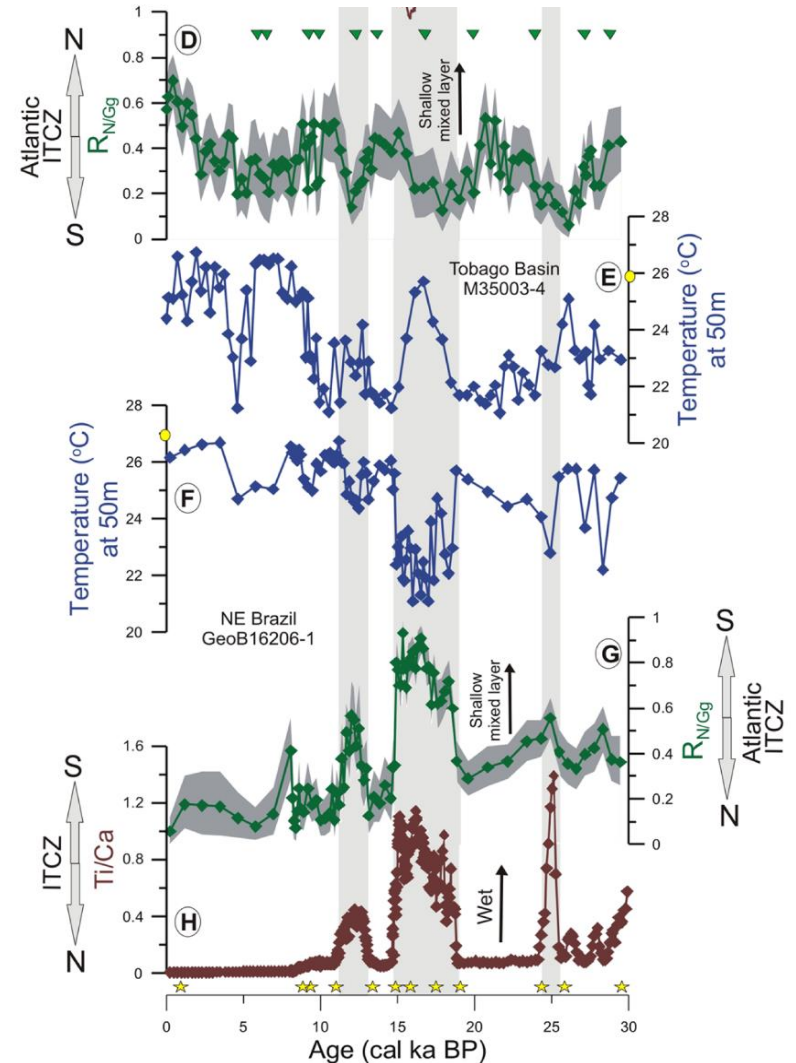 D
N
Atlantic
ITCZ
S
R_N/Gg
1
0.8
0.6
0.4
0.2
0
Shallow
mixed layer
E
Tobago Basin
M35003-4
28
26
24
22
20
Temperature (°C)
at 50m
F
28
26
24
22
20
Temperature (°C)
at 50m
NE Brazil
GeoB16206-1
G
1
0.8
0.6
0.4
0.2
0
R_N/Gg
S
Atlantic
ITCZ
N
Shallow
mixed layer
H
S
ITCZ
N
Ti/Ca
1.6
1.2
0.8
0.4
0
Wet
0 5 10 15 20 25 30
Age (cal ka BP)